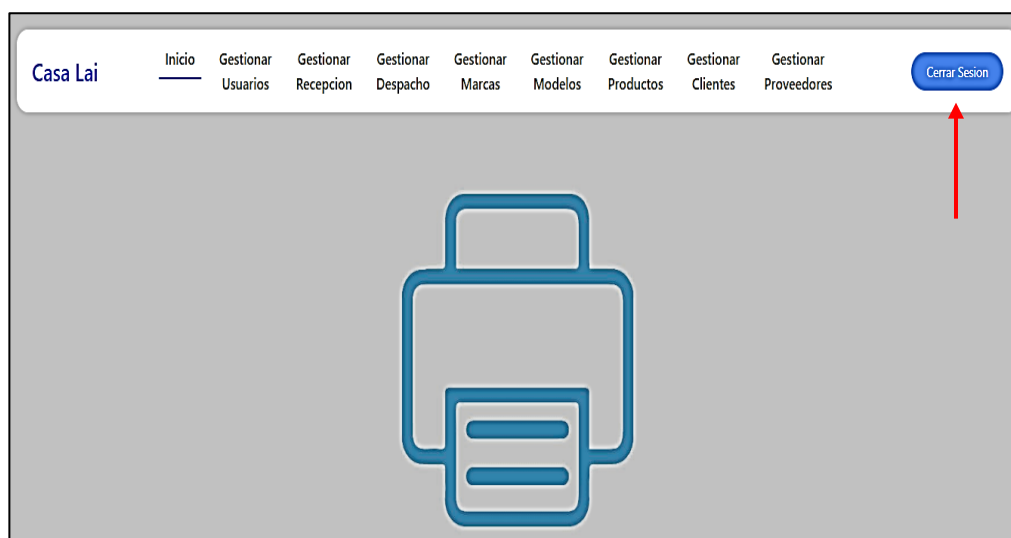 Casa Lai
Inicio
Gestionar
Usuarios
Gestionar
Recepcion
Gestionar
Despacho
Gestionar
Marcas
Gestionar
Modelos
Gestionar
Productos
Gestionar
Clientes
Gestionar
Proveedores
Cerrar Sesion